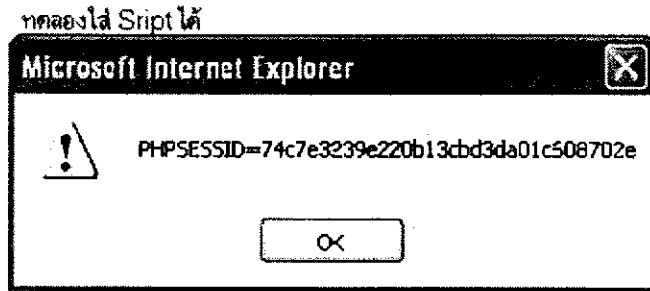 ทดลองใส่ Sript ได้
Microsoft Internet Explorer
PHPSESSID=74c7e3239e220b13cbd3da01c508702e
OK